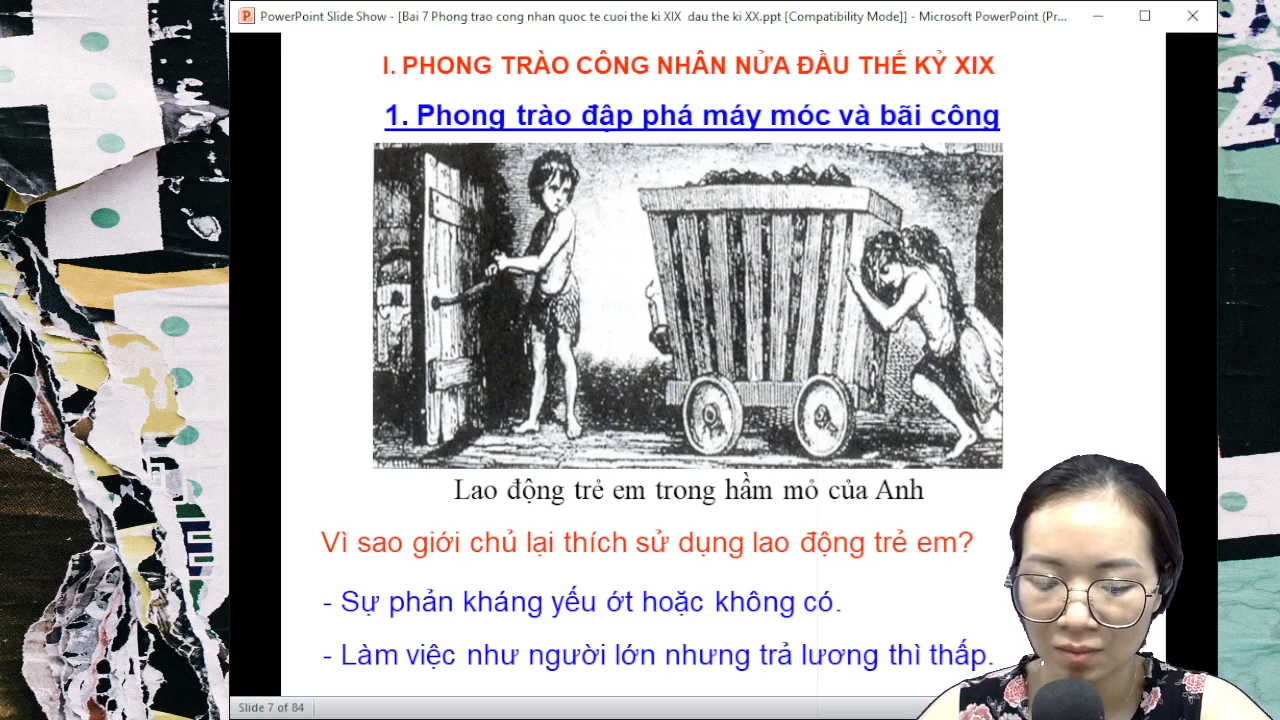 PowerPoint Slide Show - [Bai 7 Phong trao cong nhan quoc te cuoi the ki XIX dau the ki XX.ppt [Compatibility Mode]] - Microsoft PowerPoint (Pr...
I. PHONG TRÀO CÔNG NHÂN NỬA ĐẦU THẾ KỶ XIX
1. Phong trào đập phá máy móc và bãi công
Lao động trẻ em trong hầm mỏ của Anh
Vì sao giới chủ lại thích sử dụng lao động trẻ em?
- Sự phản kháng yếu ớt hoặc không có.
- Làm việc như người lớn nhưng trả lương thì thấp.
Slide 7 of 84